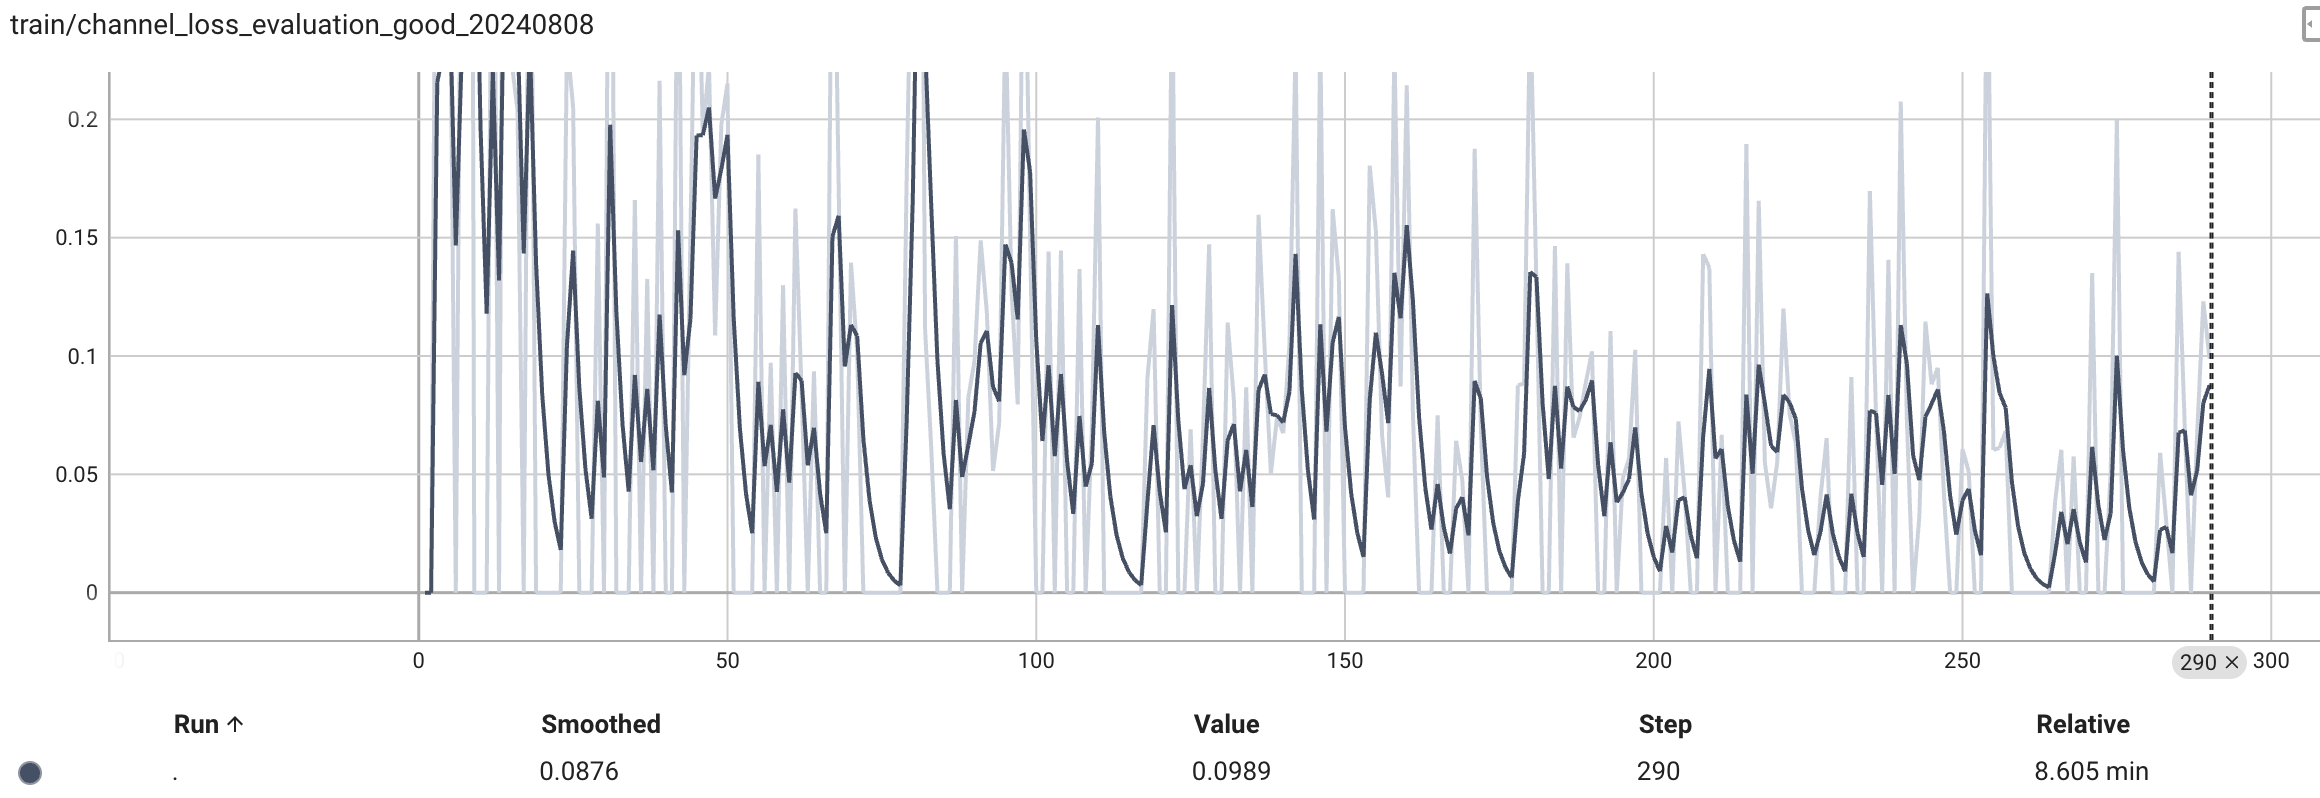 train/channel_loss_evaluation_good_20240808
0.2
0.15
0.1
0.05
0
0 0 50 100 150 200 250 290 × 300
Run ↑ Smoothed Value Step Relative
. 0.0876 0.0989 290 8.605 min